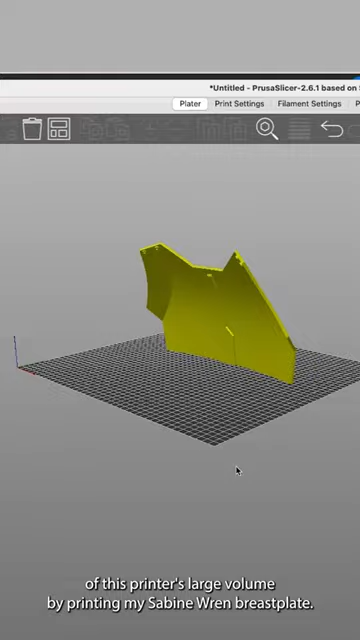 *Untitled - PrusaSlicer-2.6.1 based on
Plater Print Settings Filament Settings
of this printer's large volume
by printing my Sabine Wren breastplate.